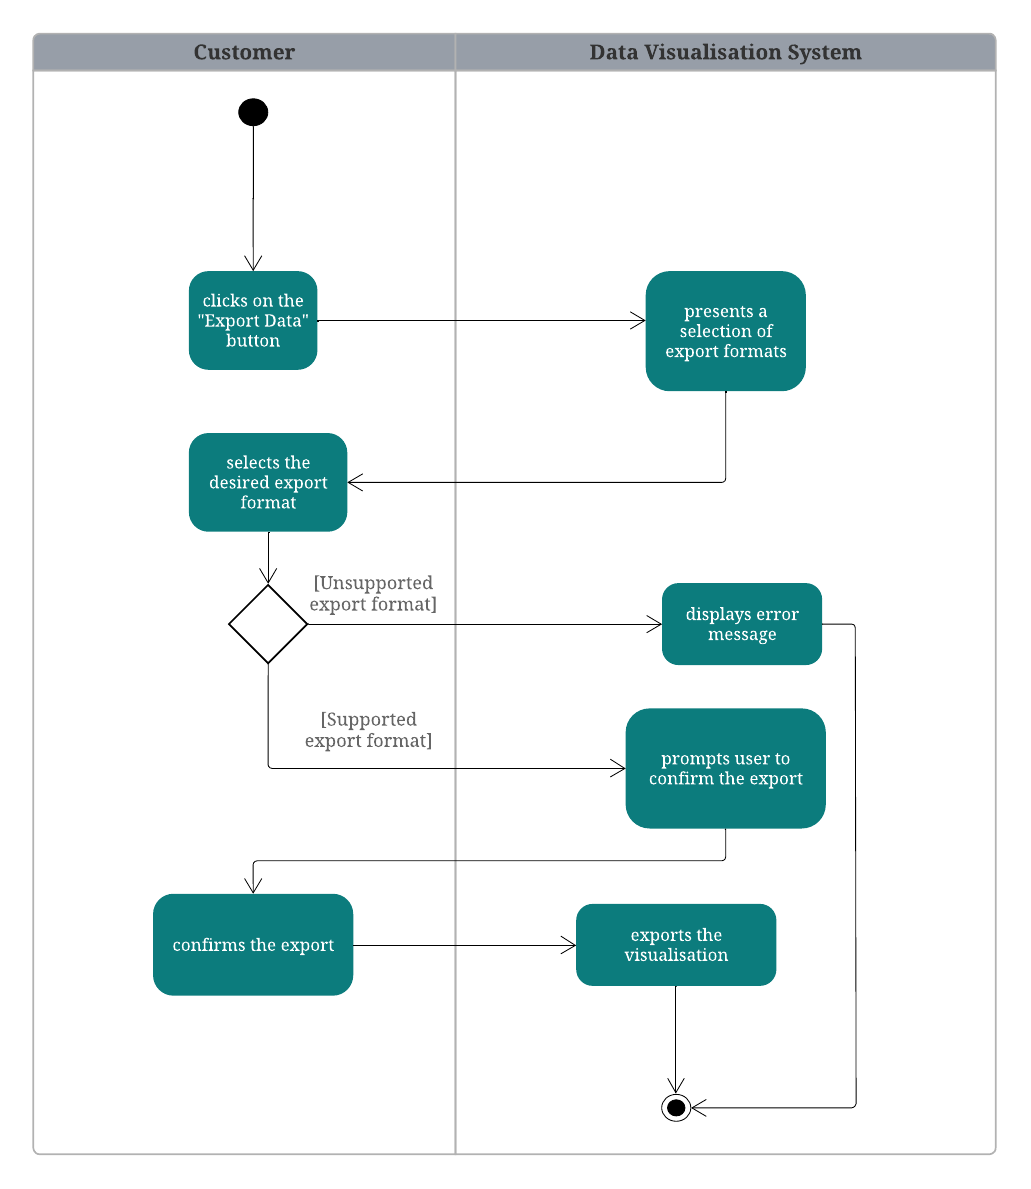 Customer
Data Visualisation System
clicks on the
"Export Data"
button
presents a
selection of
export formats
selects the
desired export
format
[Unsupported
export format]
displays error
message
[Supported
export format]
prompts user to
confirm the export
confirms the export
exports the
visualisation